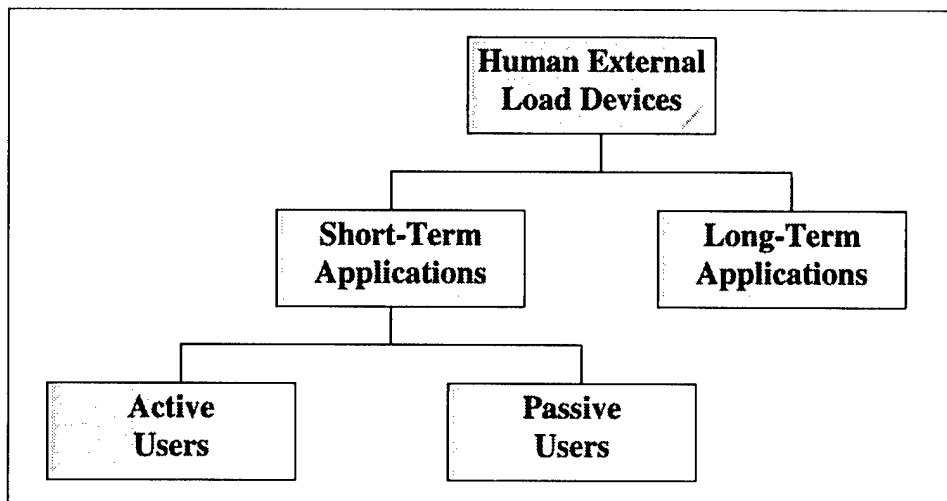 Human External
Load Devices
Short-Term
Applications
Long-Term
Applications
Active
Users
Passive
Users